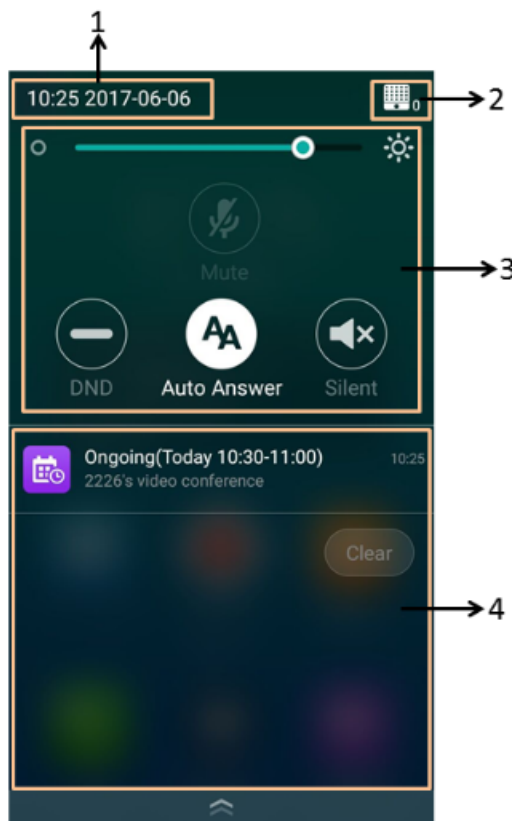 1
10:25 2017-06-06
0
2
3
Mute
AA
DND
Auto Answer
Silent
Ongoing(Today 10:30-11:00)
10:25
2226's video conference
Clear
4